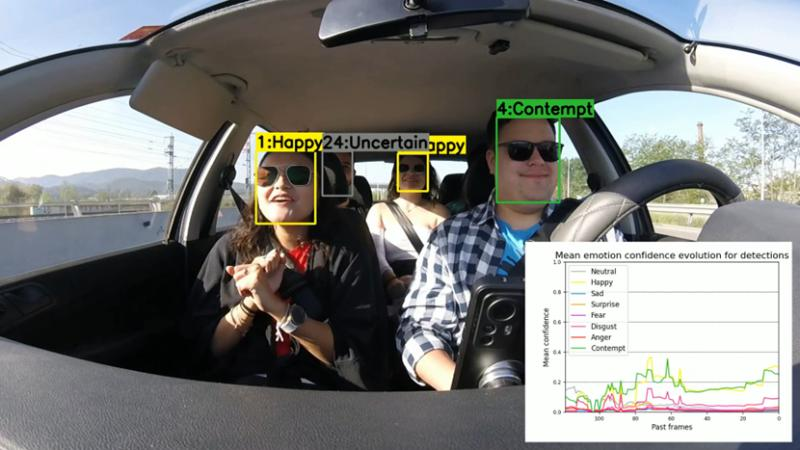 4:Contempt
1:Happy
24:Uncertain
appy
Mean emotion confidence evolution for detections
Mean confidence
1.0
0.8
0.6
0.4
0.2
0.0
Neutral
Happy
Sad
Surprise
Fear
Disgust
Anger
Contempt
100
80
60
40
20
0
Past frames